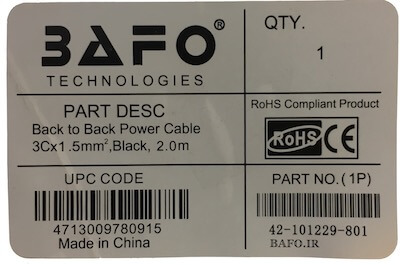 BAFO®
TECHNOLOGIES
QTY.
1
PART DESC
Back to Back Power Cable
3Cx1.5mm²,Black, 2.0m
RoHS Compliant Product
RoHS CE
UPC CODE
4713009780915
Made in China
PART NO.(1P)
42-101229-801
BAFO.IR